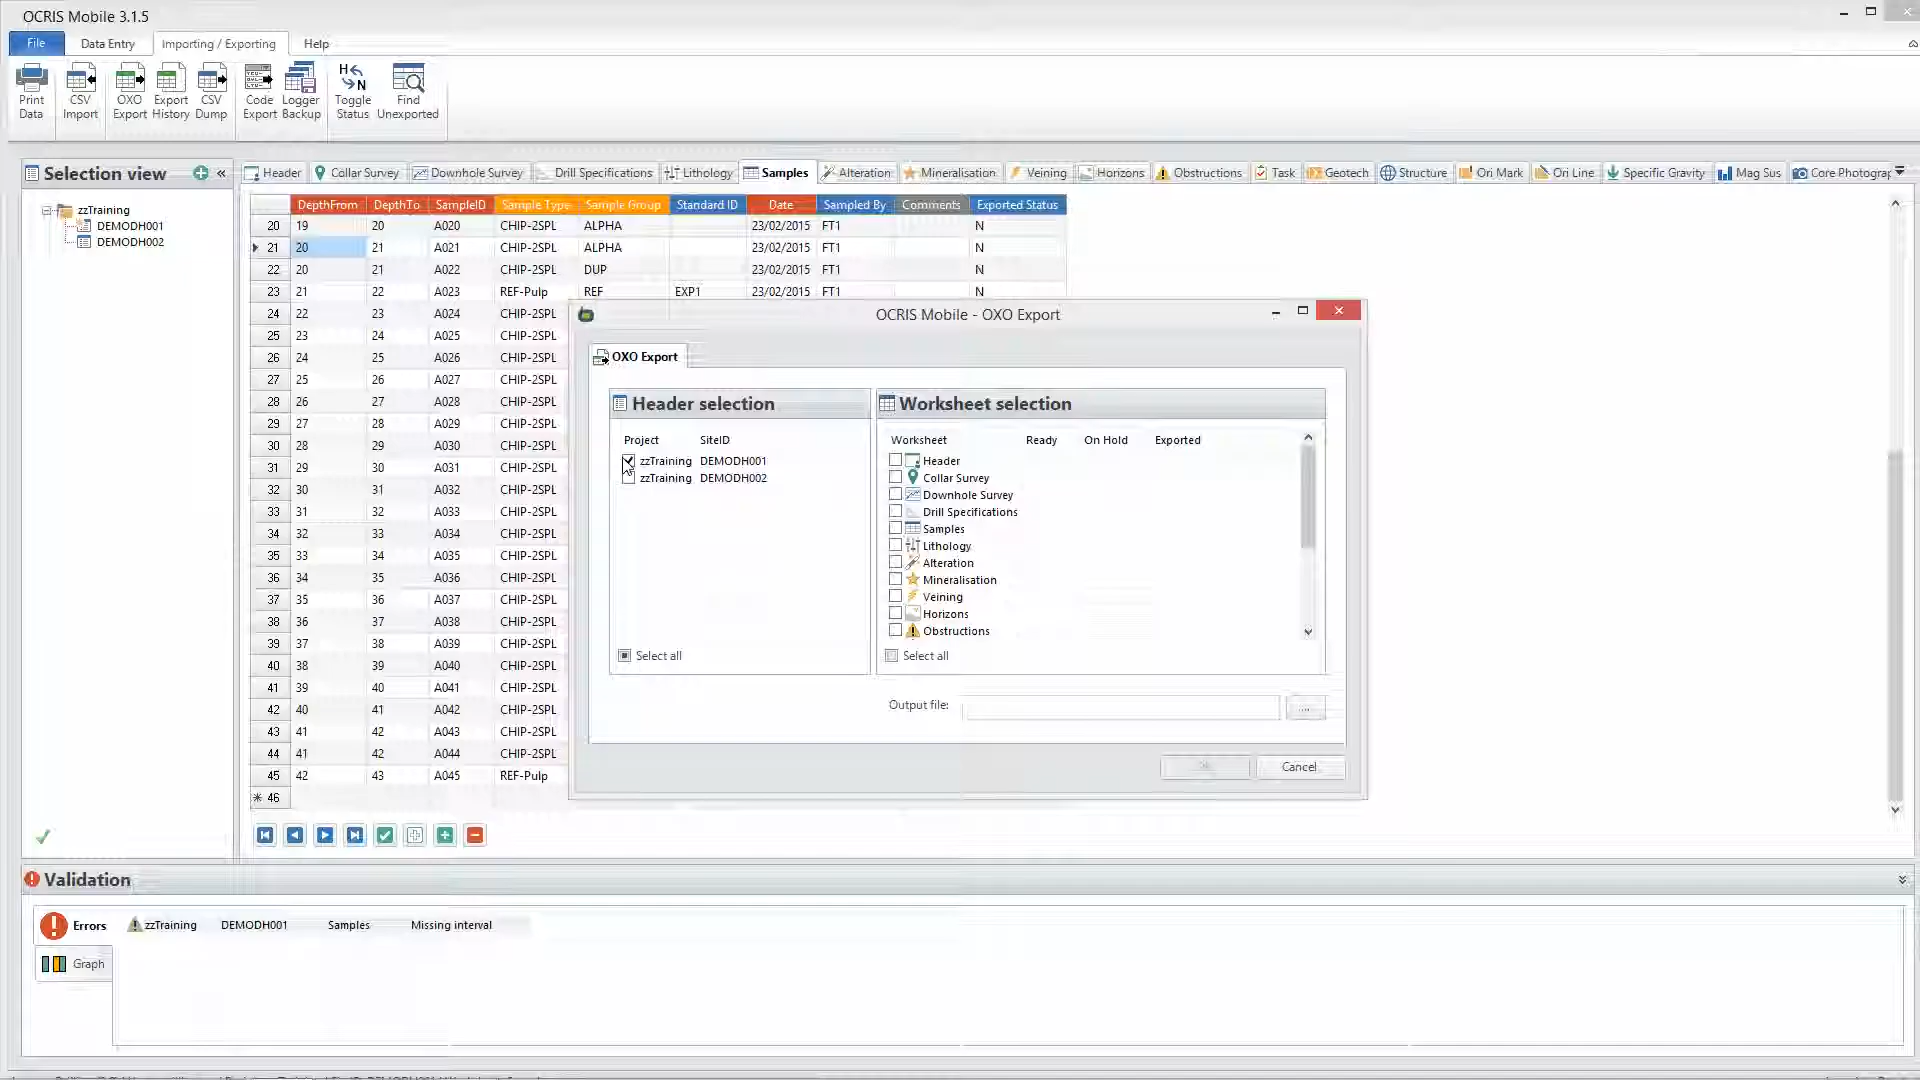 OCRIS Mobile 3.1.5
File Data Entry Importing / Exporting Help
Print Data
CSV Import
OXO Export
Export History
CSV Dump
Code Export
Logger Backup
Toggle Status
Find Unexported
Selection view
zzTraining
DEMODH001
DEMODH002
Header Collar Survey Downhole Survey Drill Specifications Lithology Samples Alteration Mineralisation Veining Horizons Obstructions Task Geotech Structure Ori Mark Ori Line Specific Gravity Mag Sus Core Photograp
DepthFrom DepthTo SampleID Sample Type Sample Group Standard ID Date Sampled By Comments Exported Status
20 19 20 A020 CHIP-2SPL ALPHA 23/02/2015 FT1 N
21 20 21 A021 CHIP-2SPL ALPHA 23/02/2015 FT1 N
22 20 21 A022 CHIP-2SPL DUP 23/02/2015 FT1 N
23 21 22 A023 REF-Pulp REF EXP1 23/02/2015 FT1 N
24 22 23 A024 CHIP-2SPL
25 23 24 A025 CHIP-2SPL
26 24 25 A026 CHIP-2SPL
27 25 26 A027 CHIP-2SPL
28 26 27 A028 CHIP-2SPL
29 27 28 A029 CHIP-2SPL
30 28 29 A030 CHIP-2SPL
31 29 30 A031 CHIP-2SPL
32 30 31 A032 CHIP-2SPL
33 31 32 A033 CHIP-2SPL
34 32 33 A034 CHIP-2SPL
35 33 34 A035 CHIP-2SPL
36 34 35 A036 CHIP-2SPL
37 35 36 A037 CHIP-2SPL
38 36 37 A038 CHIP-2SPL
39 37 38 A039 CHIP-2SPL
40 38 39 A040 CHIP-2SPL
41 39 40 A041 CHIP-2SPL
42 40 41 A042 CHIP-2SPL
43 41 42 A043 CHIP-2SPL
44 41 42 A044 CHIP-2SPL
45 42 43 A045 REF-Pulp
* 46
OCRIS Mobile - OXO Export
OXO Export
Header selection
Project SiteID
zzTraining DEMODH001
zzTraining DEMODH002
Select all
Worksheet selection
Worksheet Ready On Hold Exported
Header
Collar Survey
Downhole Survey
Drill Specifications
Samples
Lithology
Alteration
Mineralisation
Veining
Horizons
Obstructions
Select all
Output file:
...
Cancel
Validation
Errors
zzTraining DEMODH001 Samples Missing interval
Graph